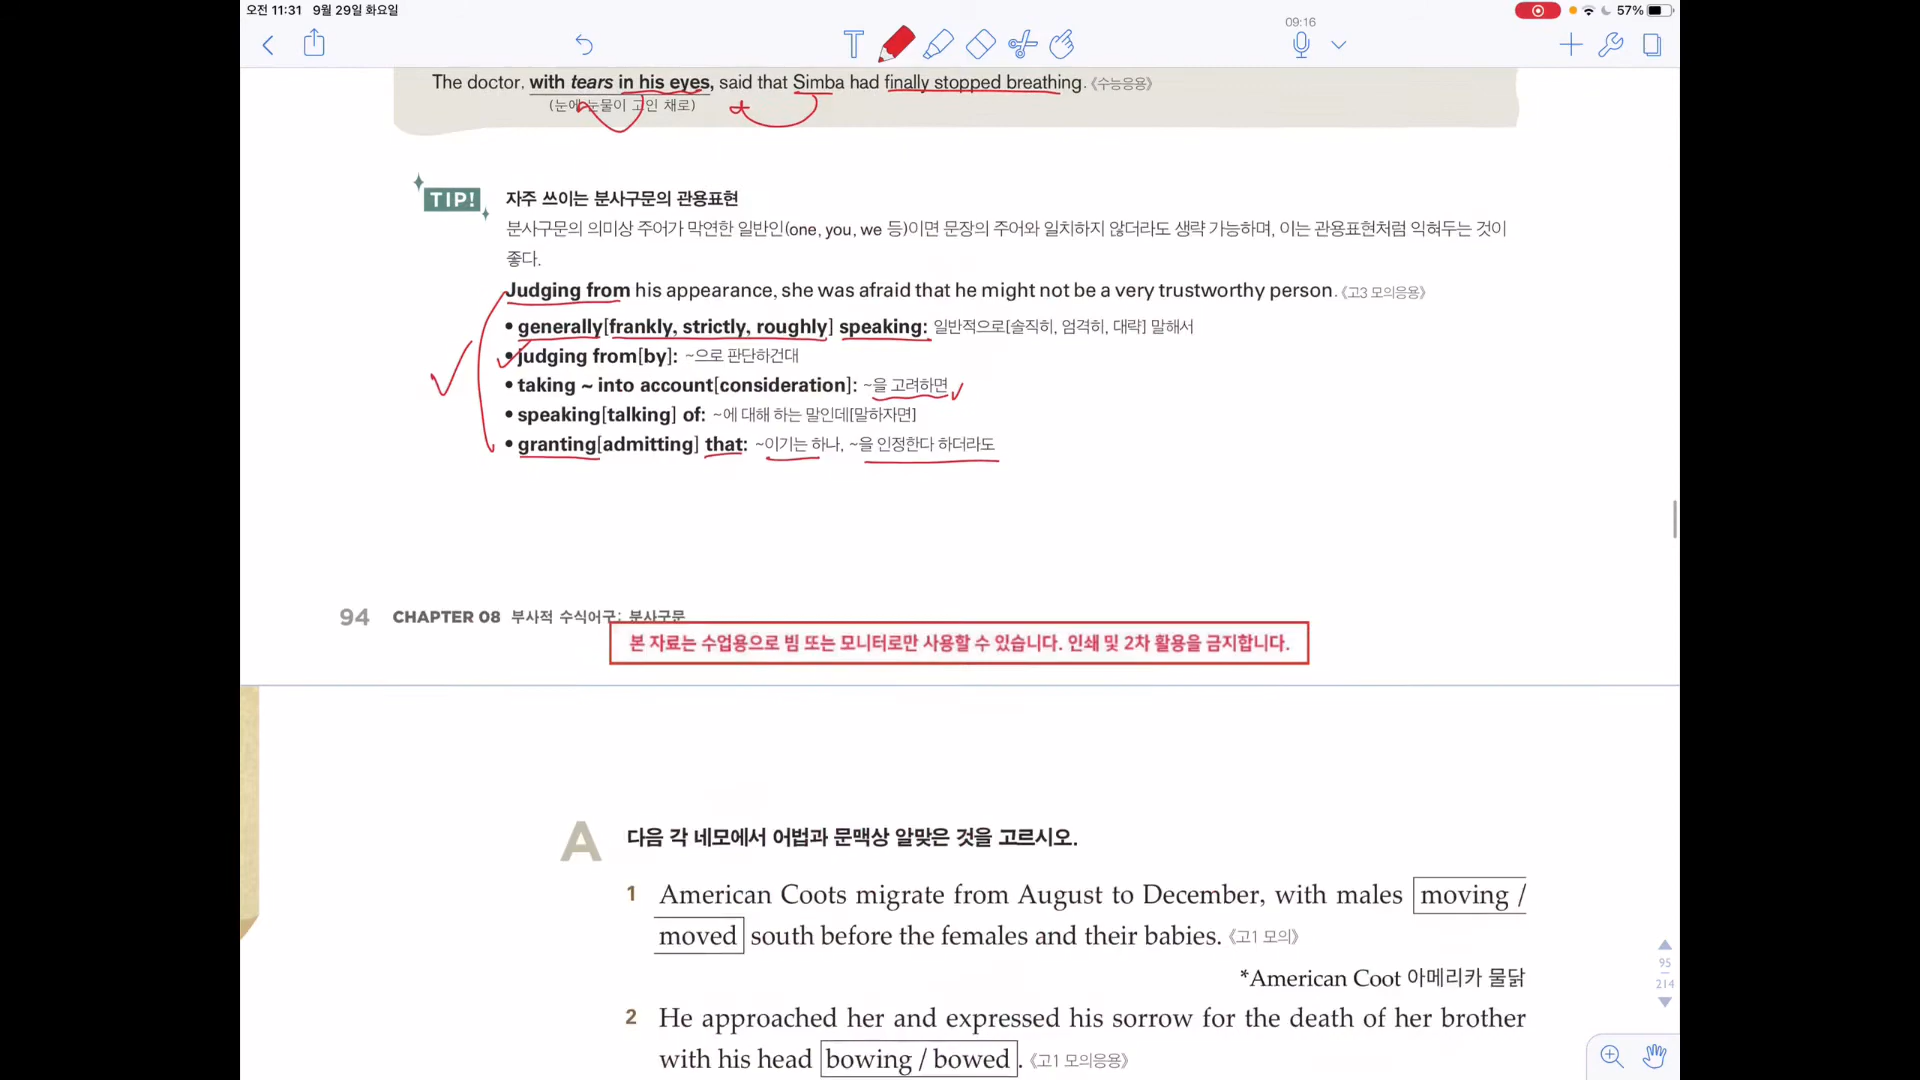 오전 11:31 9월 29일 화요일
57%
09:16
The doctor, with tears in his eyes, said that Simba had finally stopped breathing. 《수능응용》
(눈에 눈물이 고인 채로)
TIP! 자주 쓰이는 분사구문의 관용표현
분사구문의 의미상 주어가 막연한 일반인(one, you, we 등)이면 문장의 주어와 일치하지 않더라도 생략 가능하며, 이는 관용표현처럼 익혀두는 것이
좋다.
Judging from his appearance, she was afraid that he might not be a very trustworthy person. 《고3 모의응용》
• generally[frankly, strictly, roughly] speaking: 일반적으로[솔직히, 엄격히, 대략] 말해서
• judging from[by]: ~으로 판단하건대
• taking ~ into account[consideration]: ~을 고려하면
• speaking[talking] of: ~에 대해 하는 말인데[말하자면]
• granting[admitting] that: ~이기는 하나, ~을 인정한다 하더라도
94 CHAPTER 08 부사적 수식어구: 분사구문
본 자료는 수업용으로 빔 또는 모니터로만 사용할 수 있습니다. 인쇄 및 2차 활용을 금지합니다.
A 다음 각 네모에서 어법과 문맥상 알맞은 것을 고르시오.
1 American Coots migrate from August to December, with males moving /
moved south before the females and their babies. 《고1 모의》
*American Coot 아메리카 물닭
2 He approached her and expressed his sorrow for the death of her brother
with his head bowing / bowed. 《고1 모의응용》
95
214